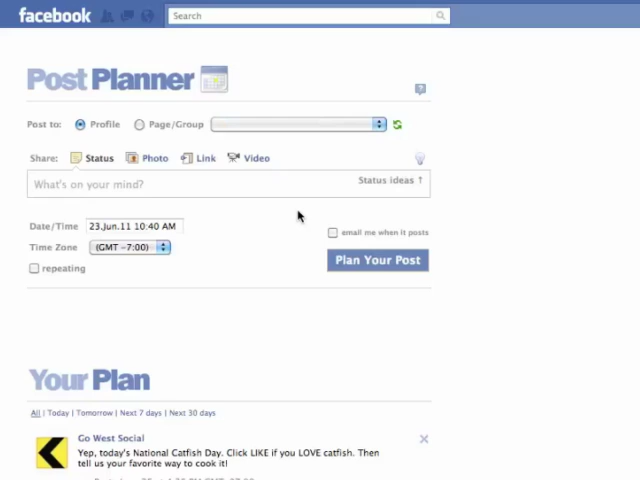 facebook Search
Post Planner
Post to: Profile Page/Group
Share: Status Photo Link Video
What's on your mind? Status ideas ↑
Date/Time 23.Jun.11 10:40 AM
email me when it posts
Time Zone (GMT -7:00)
Plan Your Post
repeating
Your Plan
All | Today | Tomorrow | Next 7 days | Next 30 days
Go West Social
Yep, today's National Catfish Day. Click LIKE if you LOVE catfish. Then
tell us your favorite way to cook it!